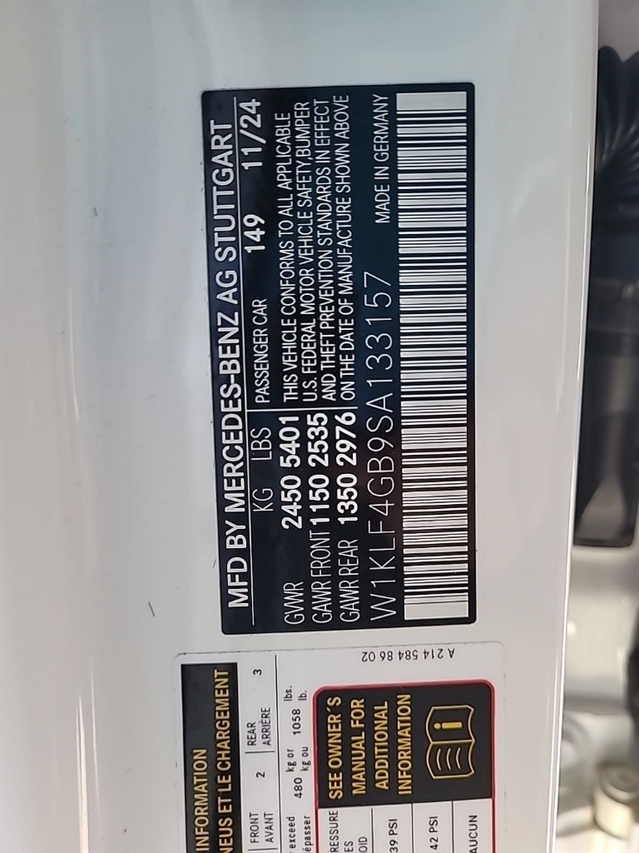 MFD BY MERCEDES-BENZ AG STUTTGART
KG LBS PASSENGER CAR 149 11/24
GVWR 2450 5401
GAWR FRONT 1150 2535
GAWR REAR 1350 2976
THIS VEHICLE CONFORMS TO ALL APPLICABLE
U.S. FEDERAL MOTOR VEHICLE SAFETY,BUMPER
AND THEFT PREVENTION STANDARDS IN EFFECT
ON THE DATE OF MANUFACTURE SHOWN ABOVE
W1KLF4GB9SA133157 MADE IN GERMANY
A 214 584 86 02
INFORMATION
NEUS ET LE CHARGEMENT
FRONT 2 REAR 3
AVANT ARRIÈRE
exceed 480 kg or 1058 lbs.
kg ou lb.
SEE OWNER'S
MANUAL FOR
ADDITIONAL
INFORMATION
39 PSI
42 PSI
AUCUN